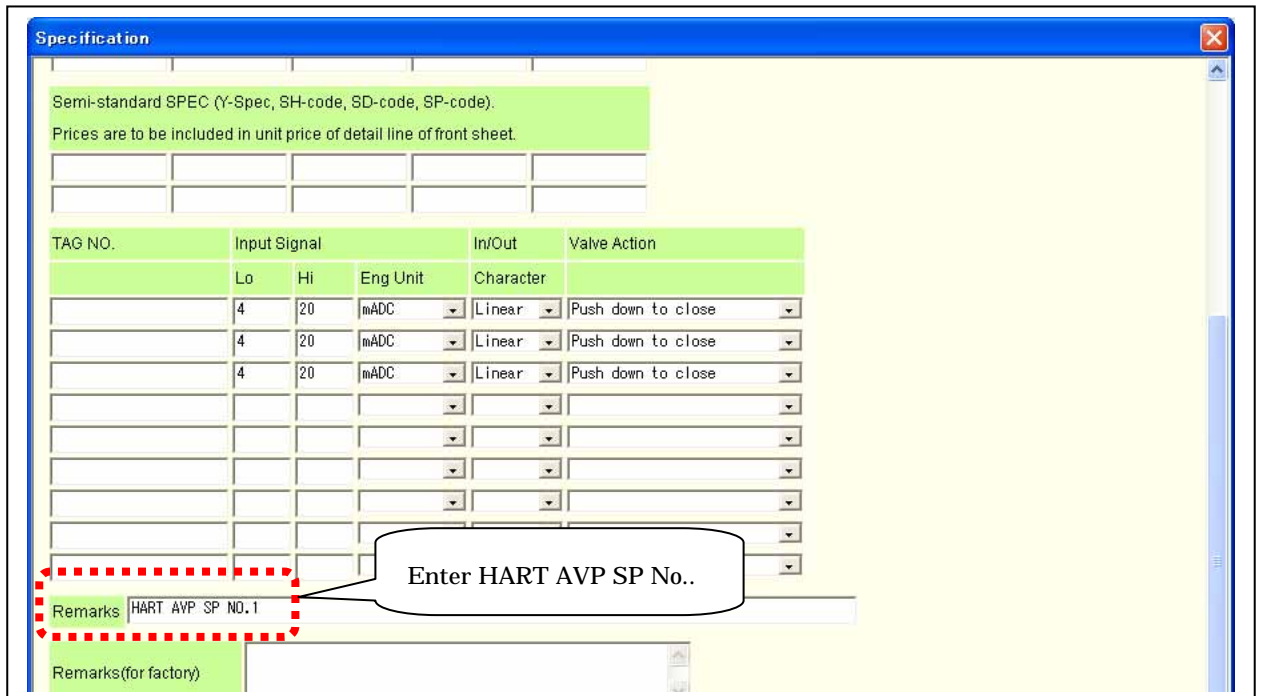 Specification
Semi-standard SPEC (Y-Spec, SH-code, SD-code, SP-code).
Prices are to be included in unit price of detail line of front sheet.
TAG NO. Input Signal In/Out Valve Action
Lo Hi Eng Unit Character
4 20 mADC Linear Push down to close
4 20 mADC Linear Push down to close
4 20 mADC Linear Push down to close
Enter HART AVP SP No..
Remarks HART AVP SP NO.1
Remarks(for factory)